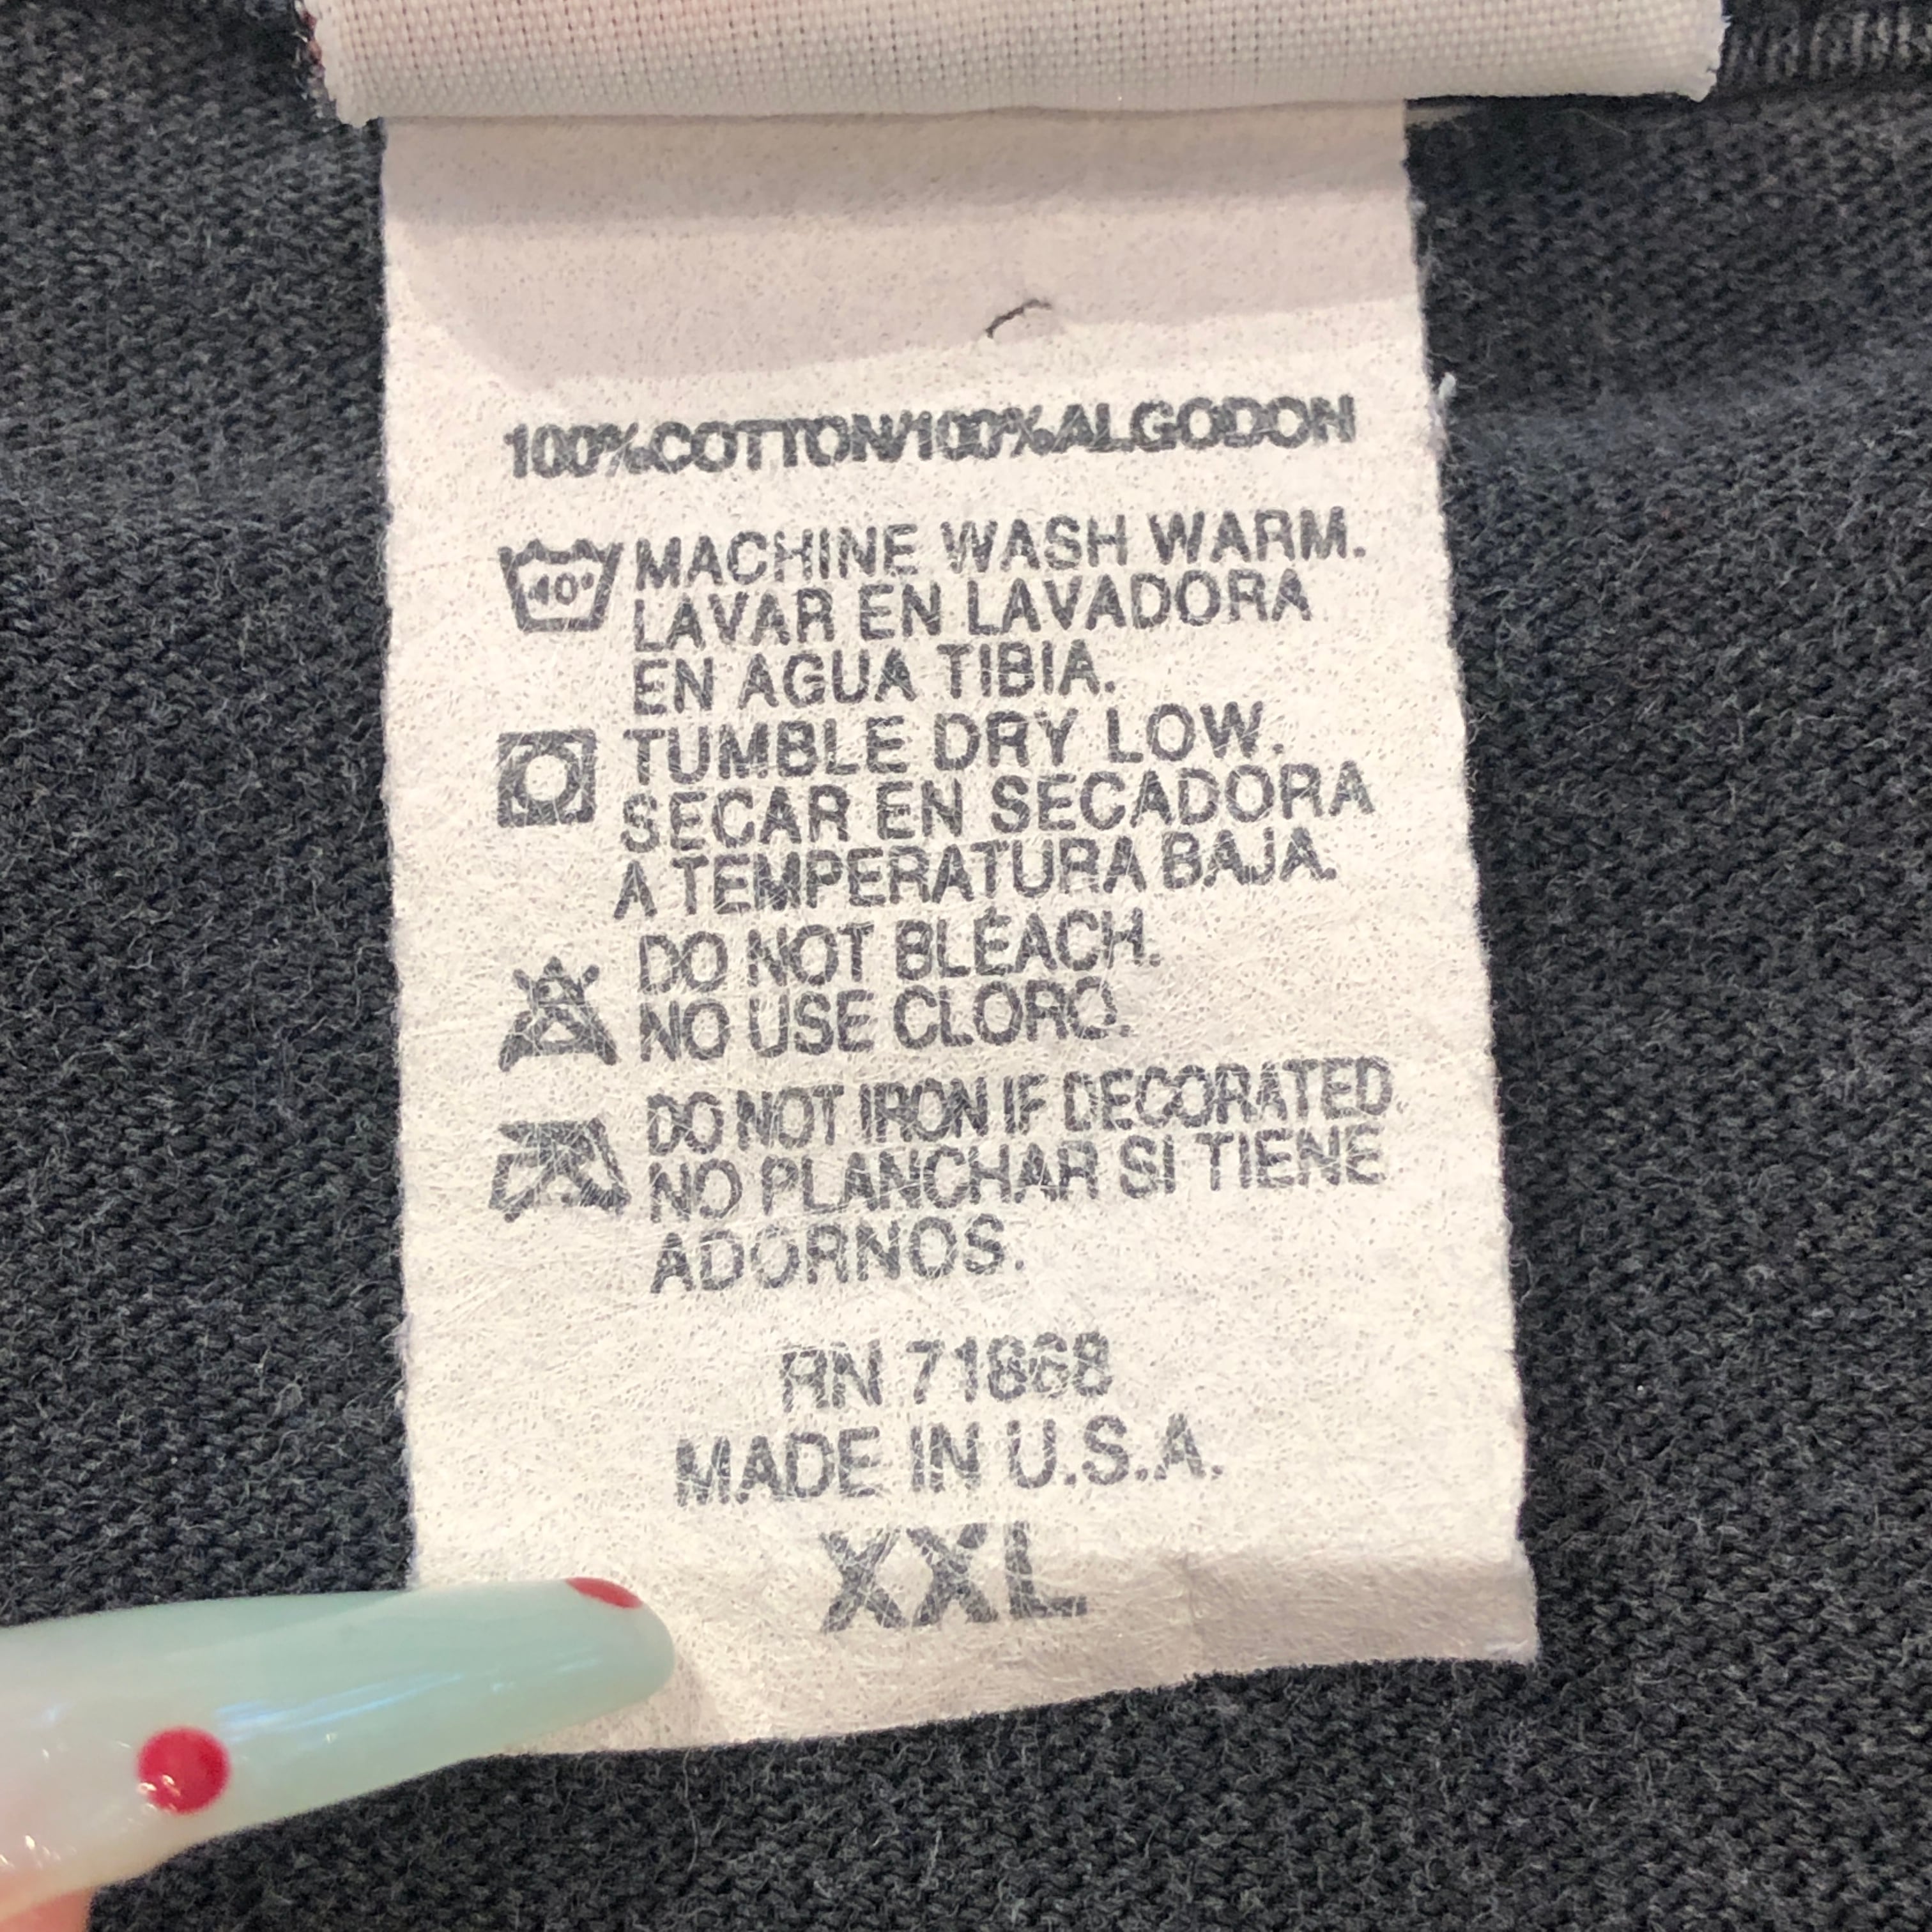 100%COTTON/100%ALGODON
40°
MACHINE WASH WARM.
LAVAR EN LAVADORA
EN AGUA TIBIA.
TUMBLE DRY LOW.
SECAR EN SECADORA
A TEMPERATURA BAJA.
DO NOT BLEACH.
NO USE CLORO.
DO NOT IRON IF DECORATED.
NO PLANCHAR SI TIENE
ADORNOS.
RN 71868
MADE IN U.S.A.
XXL